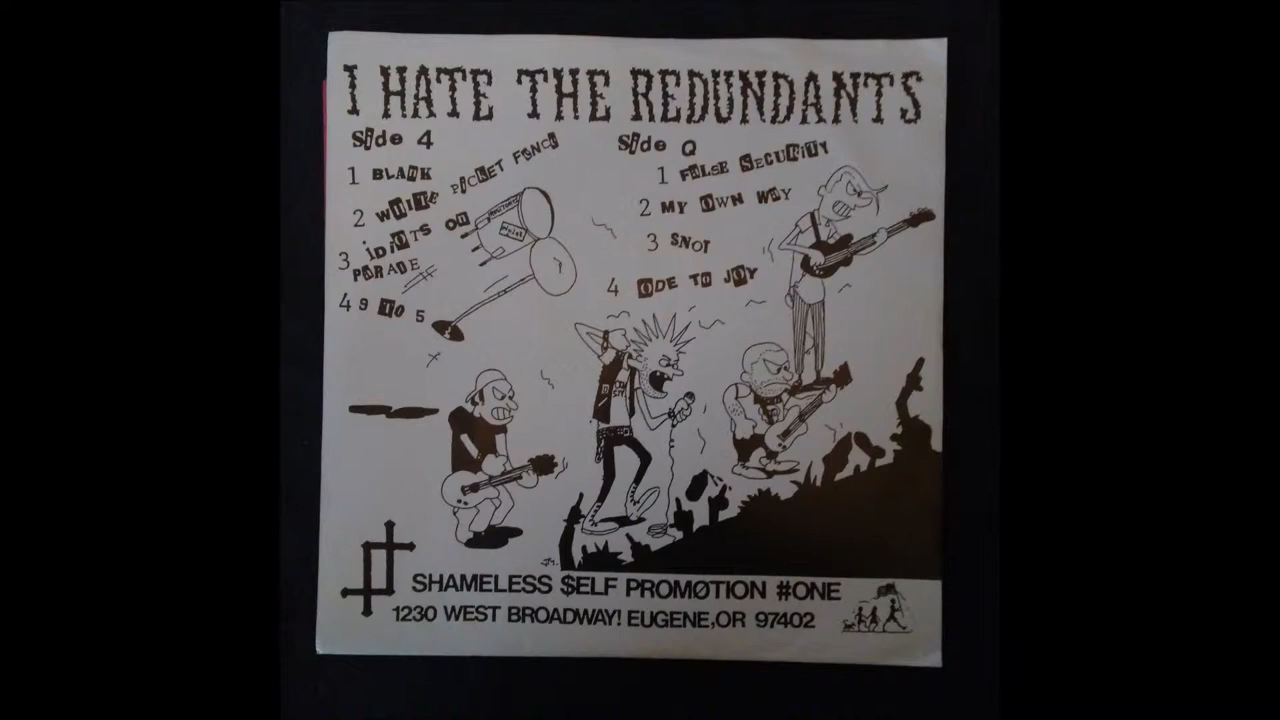 I HATE THE REDUNDANTS
Side 4
1 BLANK
2 WHITE PICKET FENCE
3 IDIOTS ON
PARADE
4 9 TO 5
Side Q
1 FALSE SECURITY
2 MY OWN WAY
3 SNOT
4 ODE TO JOY
SHAMELESS $ELF PROMØTION #ONE
1230 WEST BROADWAY! EUGENE,OR 97402